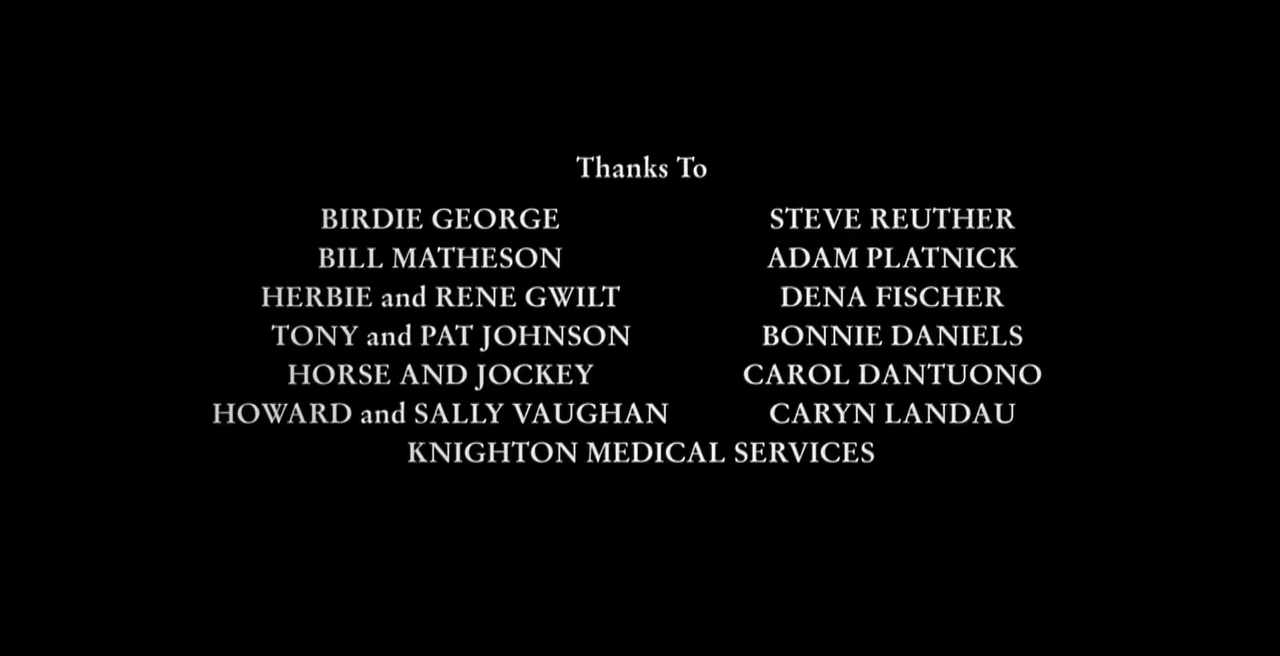 Thanks To
BIRDIE GEORGE
STEVE REUTHER
BILL MATHESON
ADAM PLATNICK
HERBIE and RENE GWILT
DENA FISCHER
TONY and PAT JOHNSON
BONNIE DANIELS
HORSE AND JOCKEY
CAROL DANTUONO
HOWARD and SALLY VAUGHAN
CARYN LANDAU
KNIGHTON MEDICAL SERVICES